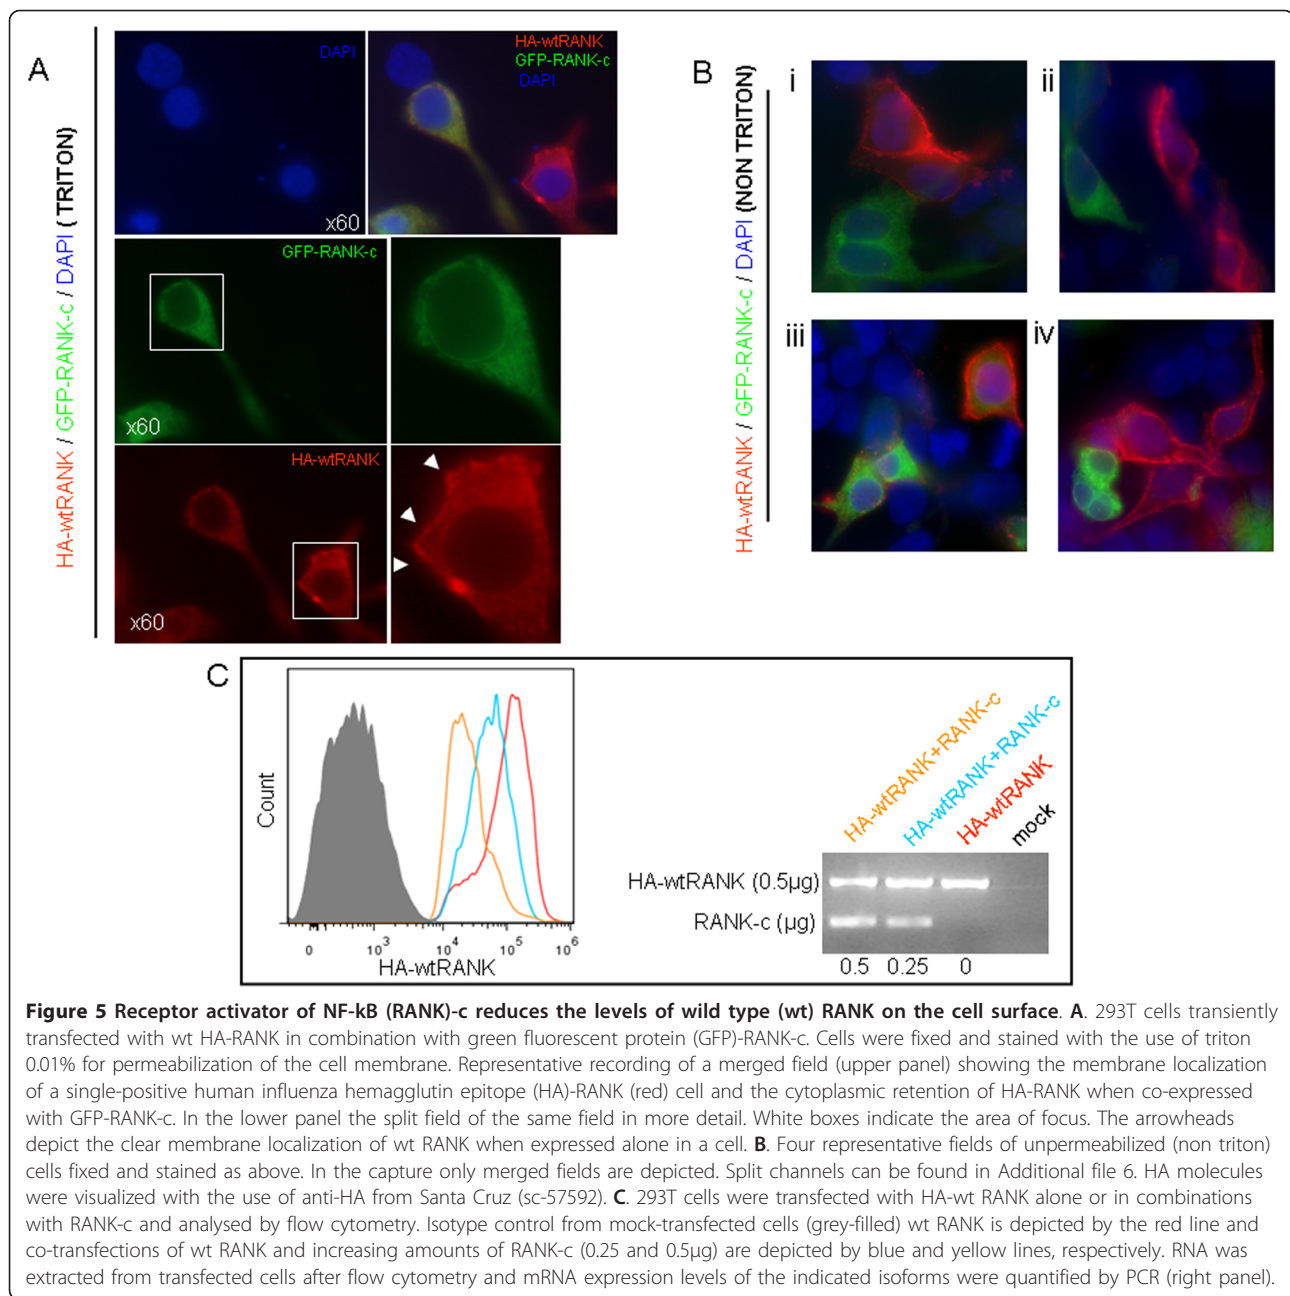 A
HA-wtRANK / GFP-RANK-c / DAPI ( TRITON)
DAPI
x60
HA-wtRANK
GFP-RANK-c
DAPI
GFP-RANK-c
x60
HA-wtRANK
x60
B
HA-wtRANK / GFP-RANK-c / DAPI (NON TRITON)
i
ii
iii
iv
C
Count
0 10³ 10⁴ 10⁵ 10⁶
HA-wtRANK
HA-wtRANK+RANK-c
HA-wtRANK+RANK-c
HA-wtRANK
mock
HA-wtRANK (0.5µg)
RANK-c (µg)
0.5 0.25 0
Figure 5 Receptor activator of NF-kB (RANK)-c reduces the levels of wild type (wt) RANK on the cell surface. A. 293T cells transiently
transfected with wt HA-RANK in combination with green fluorescent protein (GFP)-RANK-c. Cells were fixed and stained with the use of triton
0.01% for permeabilization of the cell membrane. Representative recording of a merged field (upper panel) showing the membrane localization
of a single-positive human influenza hemagglutin epitope (HA)-RANK (red) cell and the cytoplasmic retention of HA-RANK when co-expressed
with GFP-RANK-c. In the lower panel the split field of the same field in more detail. White boxes indicate the area of focus. The arrowheads
depict the clear membrane localization of wt RANK when expressed alone in a cell. B. Four representative fields of unpermeabilized (non triton)
cells fixed and stained as above. In the capture only merged fields are depicted. Split channels can be found in Additional file 6. HA molecules
were visualized with the use of anti-HA from Santa Cruz (sc-57592). C. 293T cells were transfected with HA-wt RANK alone or in combinations
with RANK-c and analysed by flow cytometry. Isotype control from mock-transfected cells (grey-filled) wt RANK is depicted by the red line and
co-transfections of wt RANK and increasing amounts of RANK-c (0.25 and 0.5µg) are depicted by blue and yellow lines, respectively. RNA was
extracted from transfected cells after flow cytometry and mRNA expression levels of the indicated isoforms were quantified by PCR (right panel).